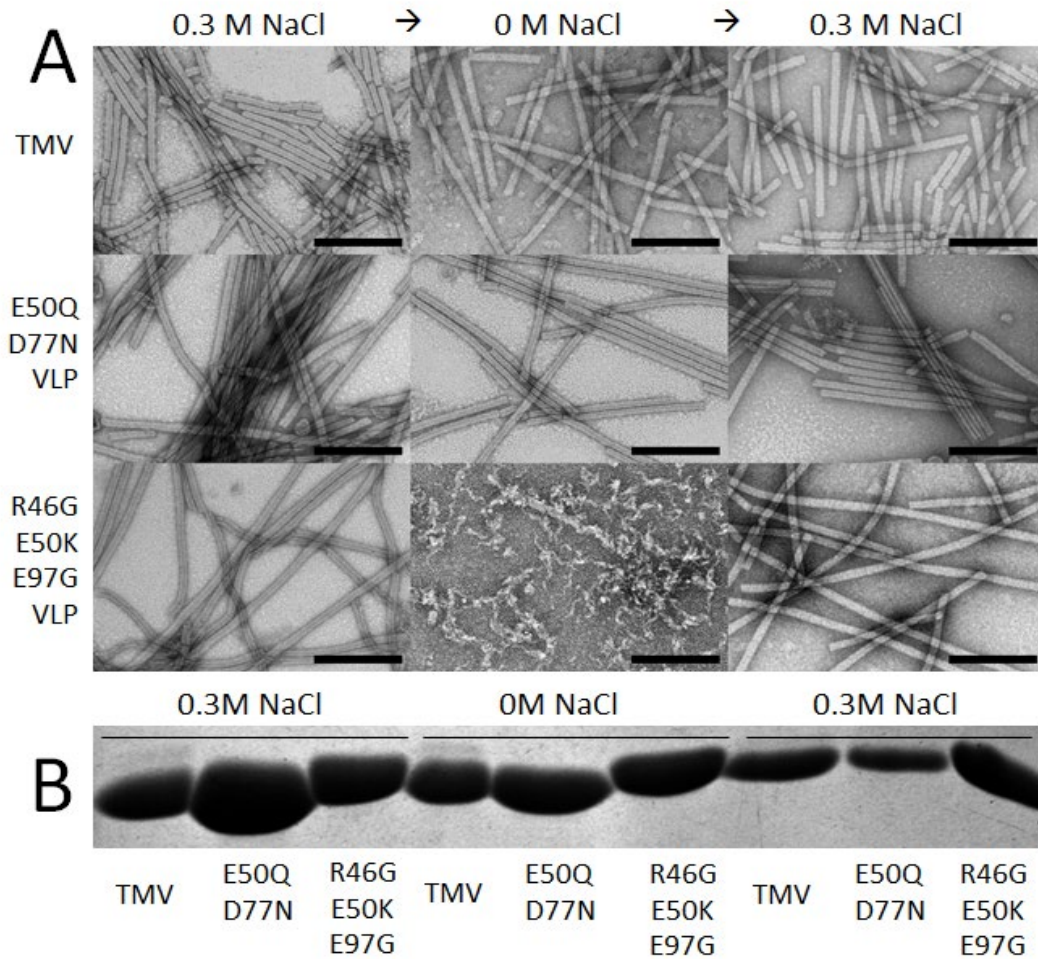 A
0.3 M NaCl → 0 M NaCl → 0.3 M NaCl
TMV
E50Q
D77N
VLP
R46G
E50K
E97G
VLP
0.3M NaCl 0M NaCl 0.3M NaCl
B
TMV
E50Q
D77N
R46G
E50K
E97G
TMV
E50Q
D77N
R46G
E50K
E97G
TMV
E50Q
D77N
R46G
E50K
E97G